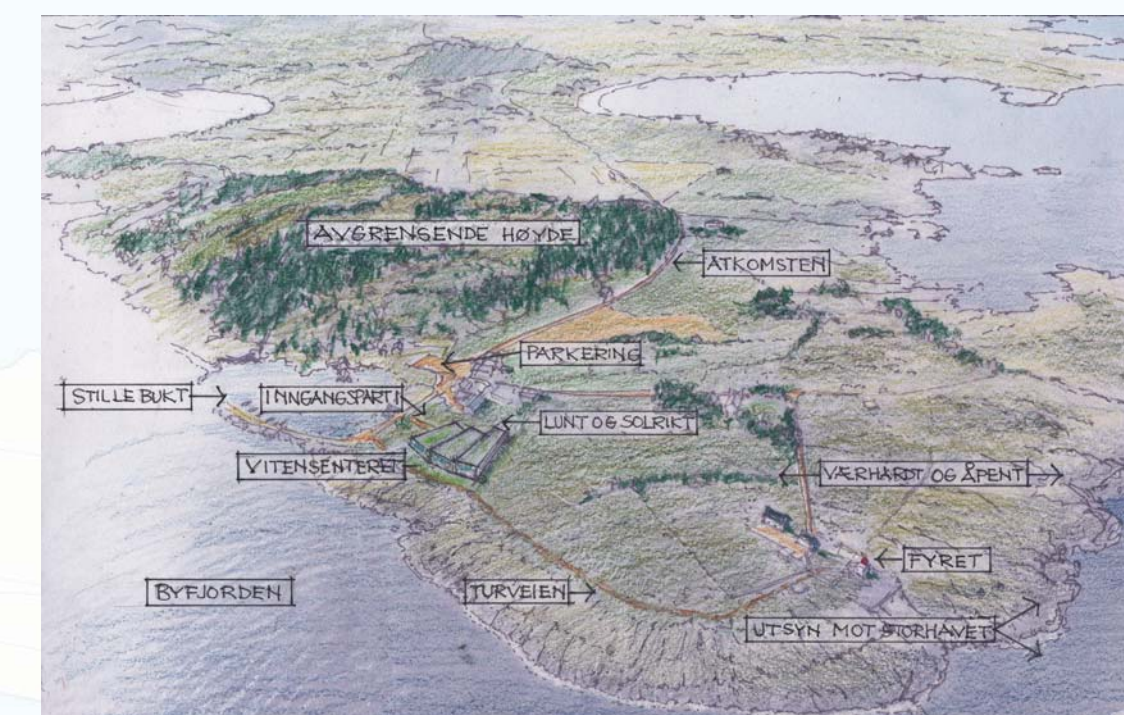 AVGRENSENDE HØYDE
ATKOMSTEN
PARKERING
STILLE BUKT
INNGANGSPARTI
LUNT OG SOLRIKT
VITENSENTERET
VÆRHARDT OG ÅPENT
FYRET
BYFJORDEN
TURVEIEN
UTSYN MOT STORHAVET